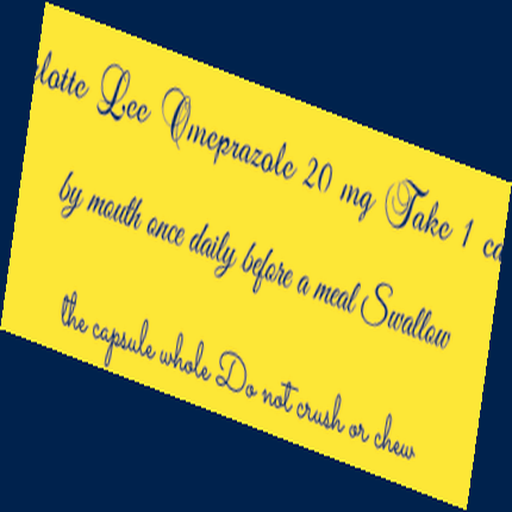 Lee Omeprazole 20 mg Take 1
by mouth once daily before a meal Swallow
the capsule whole Do not crush or chew